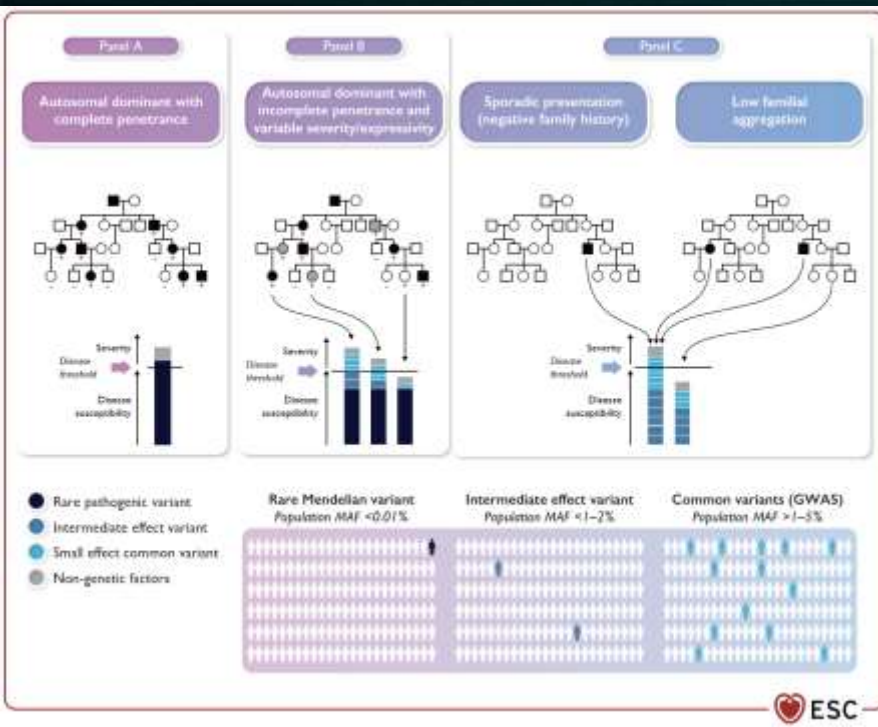 Panel A
Panel B
Panel C
Autosomal dominant with
complete penetrance
Autosomal dominant with
incomplete penetrance and
variable severity/expressivity
Sporadic presentation
(negative family history)
Low familial
aggregation
Severity
Disease
threshold
Disease
susceptibility
Severity
Disease
threshold
Disease
susceptibility
Severity
Disease
threshold
Disease
susceptibility
Rare pathogenic variant
Intermediate effect variant
Small effect common variant
Non-genetic factors
Rare Mendelian variant
Population MAF <0.01%
Intermediate effect variant
Population MAF <1–2%
Common variants (GWAS)
Population MAF >1–5%
ESC